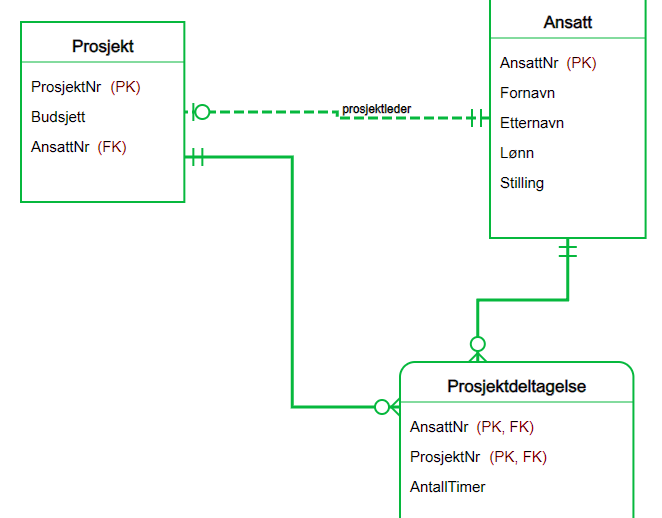 Prosjekt
ProsjektNr (PK)
Budsjett
AnsattNr (FK)
prosjektleder
Ansatt
AnsattNr (PK)
Fornavn
Etternavn
Lønn
Stilling
Prosjektdeltagelse
AnsattNr (PK, FK)
ProsjektNr (PK, FK)
AntallTimer